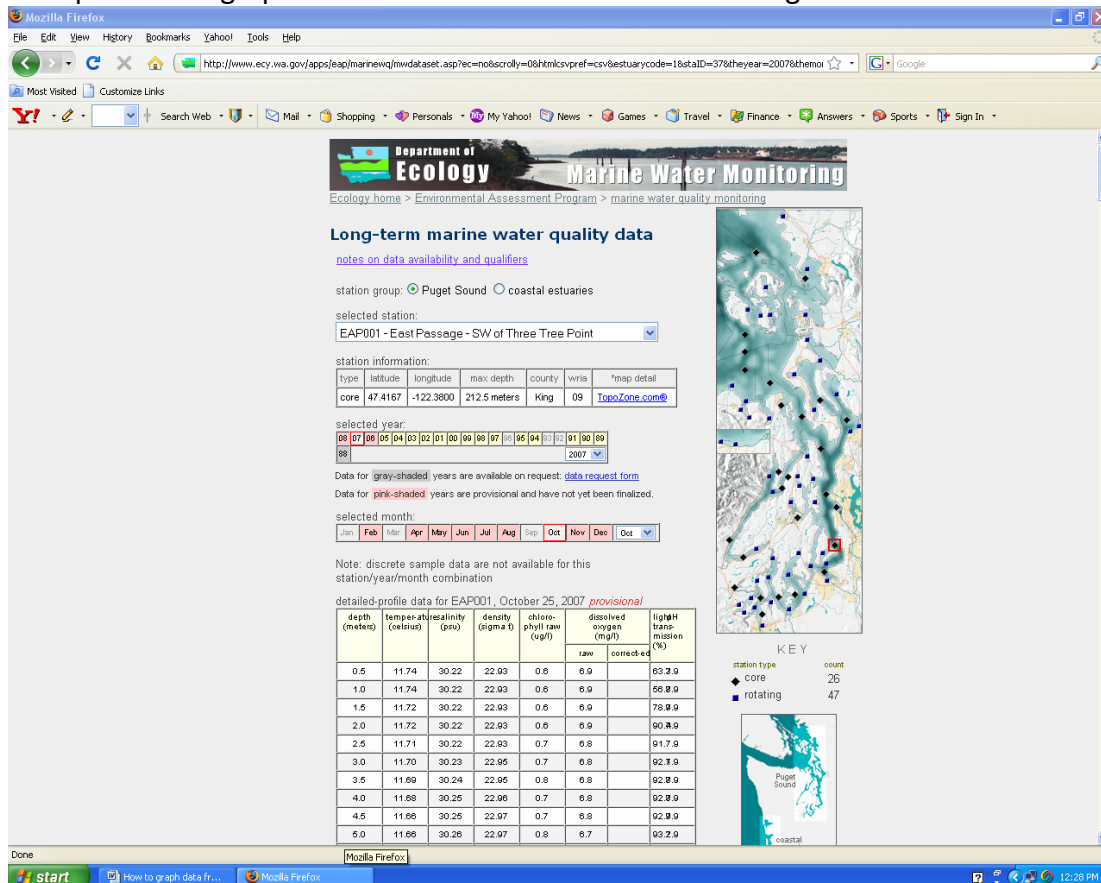 Mozilla Firefox
File Edit View History Bookmarks Yahoo! Tools Help
http://www.ecy.wa.gov/apps/eap/marinewq/mwdataset.asp?ec=no&scrolly=0&htmlcsvpref=csv&estuarycode=1&staID=37&theyear=2007&themor
Google
Most Visited Customize Links
Search Web Mail Shopping Personals My Yahoo! News Games Travel Finance Answers Sports Sign In
Department of
Ecology Marine Water Monitoring
Ecology home > Environmental Assessment Program > marine water quality monitoring
Long-term marine water quality data
notes on data availability and qualifiers
station group: Puget Sound coastal estuaries
selected station:
EAP001 - East Passage - SW of Three Tree Point
station information:
type latitude longitude max depth county wria *map detail
core 47.4167 -122.3800 212.5 meters King 09 TopoZone.com®
selected year:
08 07 06 05 04 03 02 01 00 99 98 97 96 95 94 93 92 91 90 89
88 2007
Data for gray-shaded years are available on request: data request form
Data for pink-shaded years are provisional and have not yet been finalized.
selected month:
Jan Feb Mar Apr May Jun Jul Aug Sep Oct Nov Dec Oct
Note: discrete sample data are not available for this
station/year/month combination
detailed-profile data for EAP001, October 25, 2007 provisional
depth (meters) temper-ature (celsius) salinity (psu) density (sigma t) chloro-phyll raw (ug/l) dissolved oxygen (mg/l) light trans-mission (%) pH
raw correct-ed
0.5 11.74 30.22 22.93 0.6 6.9
1.0 11.74 30.22 22.93 0.6 6.9
1.5 11.72 30.22 22.93 0.6 6.9
2.0 11.72 30.22 22.93 0.6 6.9
2.5 11.71 30.22 22.93 0.7 6.8
3.0 11.70 30.23 22.95 0.7 6.8
3.5 11.69 30.24 22.95 0.8 6.8
4.0 11.68 30.25 22.96 0.7 6.8
4.5 11.66 30.25 22.97 0.7 6.8
5.0 11.66 30.26 22.97 0.8 6.7
KEY
station type count
core 26
rotating 47
Puget
Sound
coastal
Done
Mozilla Firefox
start How to graph data fr... Mozilla Firefox 12:28 PM